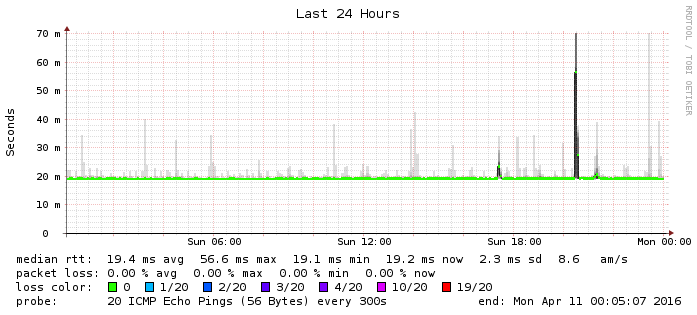 Last 24 Hours
RRDTOOL / TOBI OETIKER
Seconds
70 m
60 m
50 m
40 m
30 m
20 m
10 m
0
Sun 06:00 Sun 12:00 Sun 18:00 Mon 00:00
median rtt: 19.4 ms avg 56.6 ms max 19.1 ms min 19.2 ms now 2.3 ms sd 8.6 am/s
packet loss: 0.00 % avg 0.00 % max 0.00 % min 0.00 % now
loss color: 0 1/20 2/20 3/20 4/20 10/20 19/20
probe: 20 ICMP Echo Pings (56 Bytes) every 300s end: Mon Apr 11 00:05:07 2016